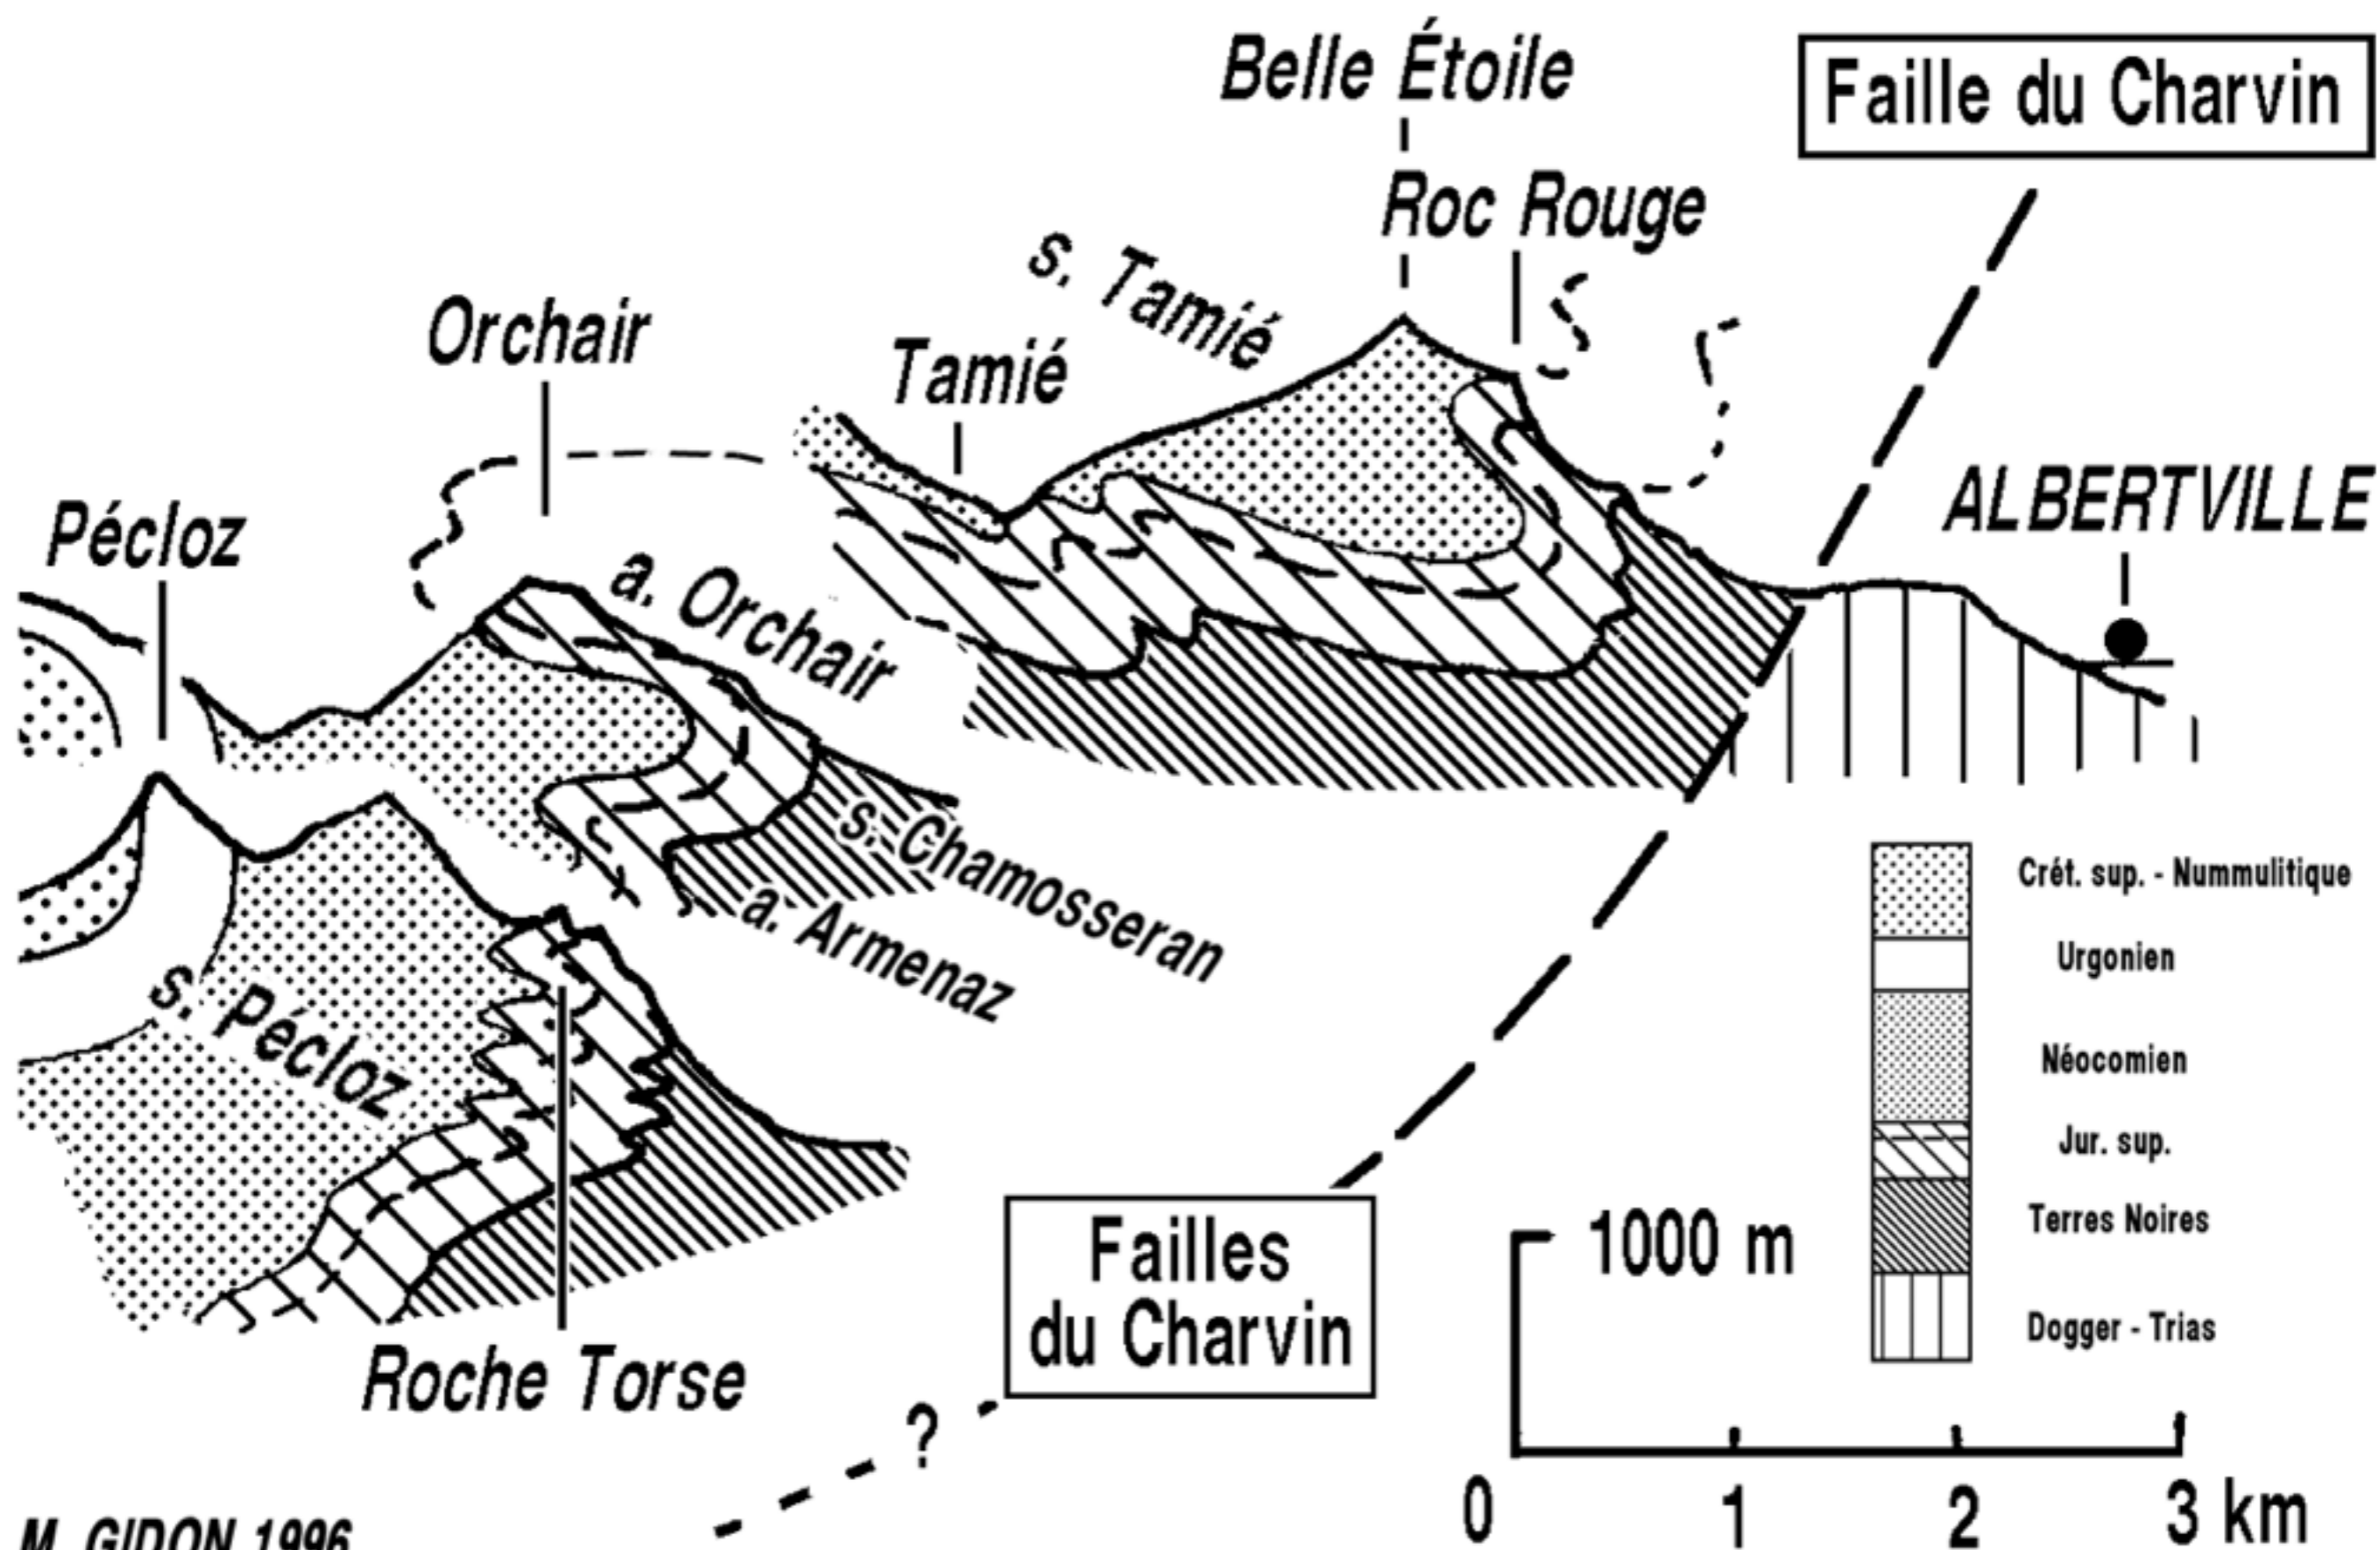 Belle Étoile
Faille du Charvin
Roc Rouge
s. Tamié
Orchair
Tamié
ALBERTVILLE
Pécloz
a. Orchair
s. Chamosseran
a. Armenaz
s. Pécloz
Roche Torse
Failles
du Charvin
?
Crét. sup. - Nummulitique
Urgonien
Néocomien
Jur. sup.
Terres Noires
Dogger - Trias
1000 m
0 1 2 3 km
M. GIDON 1996